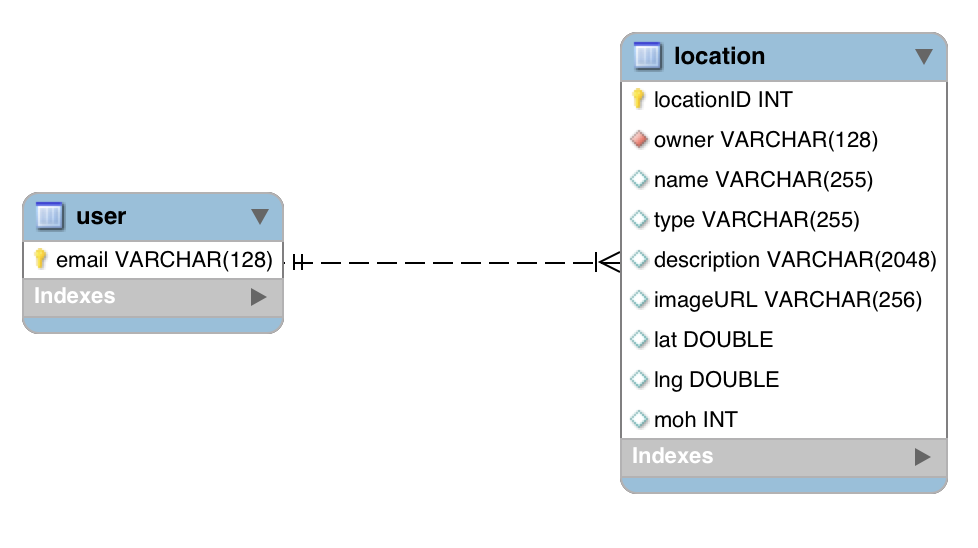 user
email VARCHAR(128)
Indexes
location
locationID INT
owner VARCHAR(128)
name VARCHAR(255)
type VARCHAR(255)
description VARCHAR(2048)
imageURL VARCHAR(256)
lat DOUBLE
lng DOUBLE
moh INT
Indexes